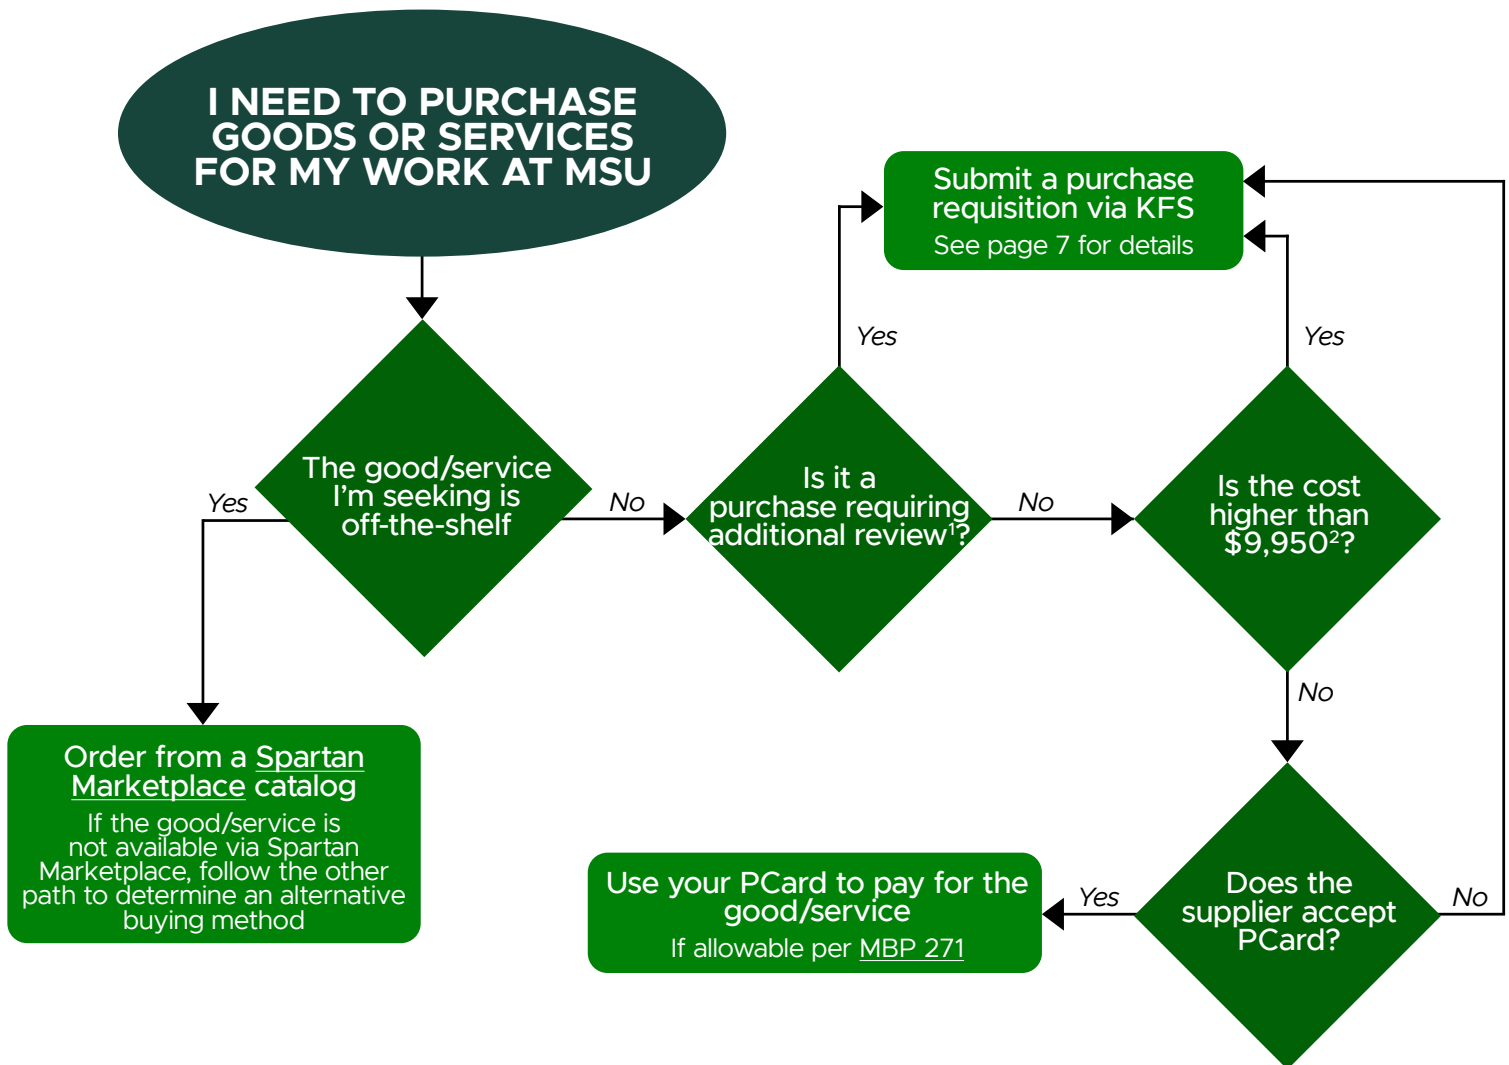 I NEED TO PURCHASE
GOODS OR SERVICES
FOR MY WORK AT MSU
The good/service
I'm seeking is
off-the-shelf
Yes
No
Order from a Spartan
Marketplace catalog
If the good/service is
not available via Spartan
Marketplace, follow the other
path to determine an alternative
buying method
Is it a
purchase requiring
additional review¹?
Yes
No
Submit a purchase
requisition via KFS
See page 7 for details
Is the cost
higher than
$9,950²?
Yes
No
Does the
supplier accept
PCard?
Yes
No
Use your PCard to pay for the
good/service
If allowable per MBP 271